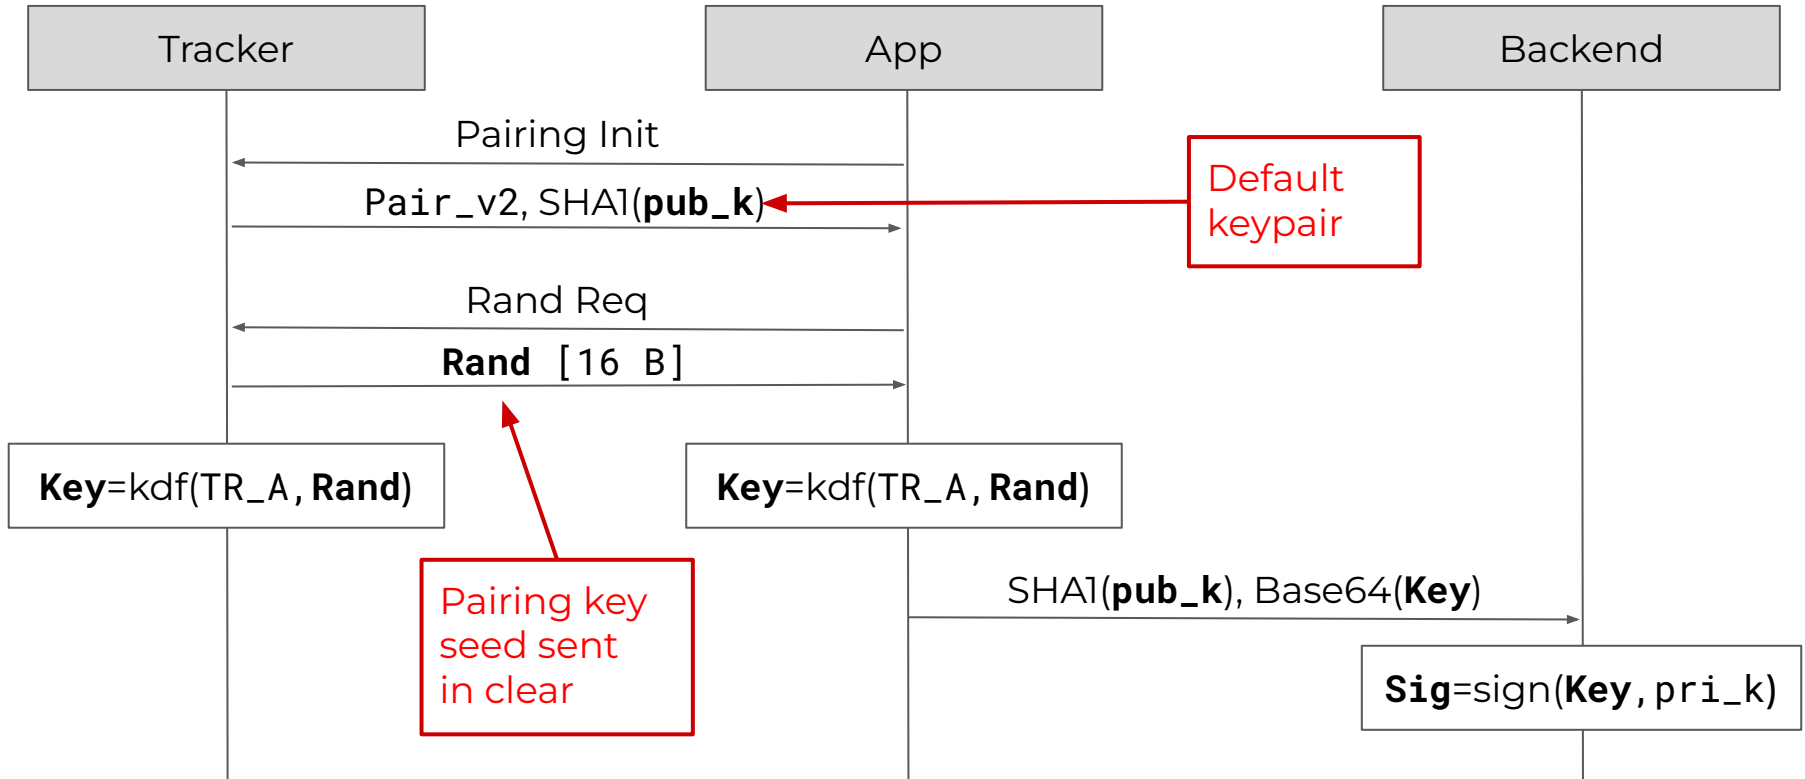 Tracker
App
Backend
Pairing Init
Pair_v2, SHA1(pub_k)
Default
keypair
Rand Req
Rand [16 B]
Key=kdf(TR_A,Rand)
Key=kdf(TR_A,Rand)
Pairing key
seed sent
in clear
SHA1(pub_k), Base64(Key)
Sig=sign(Key,pri_k)